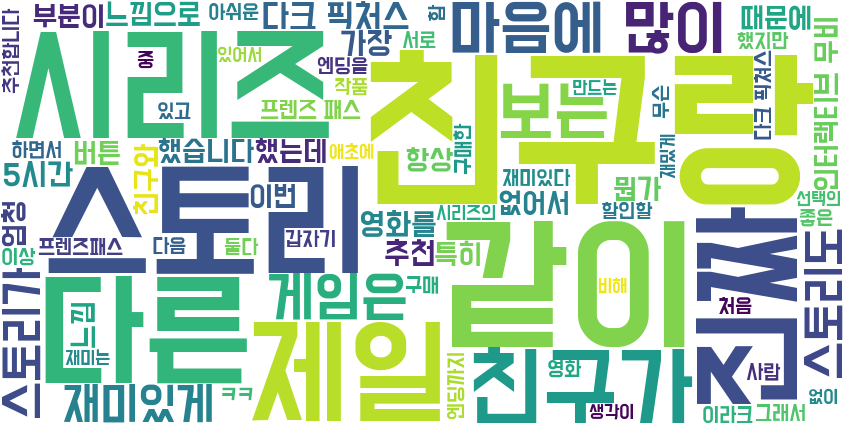 추천합니다
부분이
느낌으로
아쉬운
다크 픽처스
함
마음에
많이
때문에
했지만
시리즈
중
있어서
가장
서로
엔딩을
작품
있고
프렌즈 패스
친구랑
보는
만드는
무슨
다크 픽쳐스
인터랙티브 무비
하면서
버튼
했습니다
했는데
애초에
항상
구매한
재밌게
5시간
친구와
스토리
이번
재미있다
뭔가
선택의
엄청
영화를
시리즈의
없어서
할인할
좋은
이상
프렌즈패스
다음
둘다
갑자기
추천
특히
같이
진짜
스토리도
스토리가
다른
느낌
재미는
게임은
구매
비해
처음
제일
엔딩까지
친구가
영화
생각이
사람
재미있게
ㅋㅋ
이라크
그래서
없이